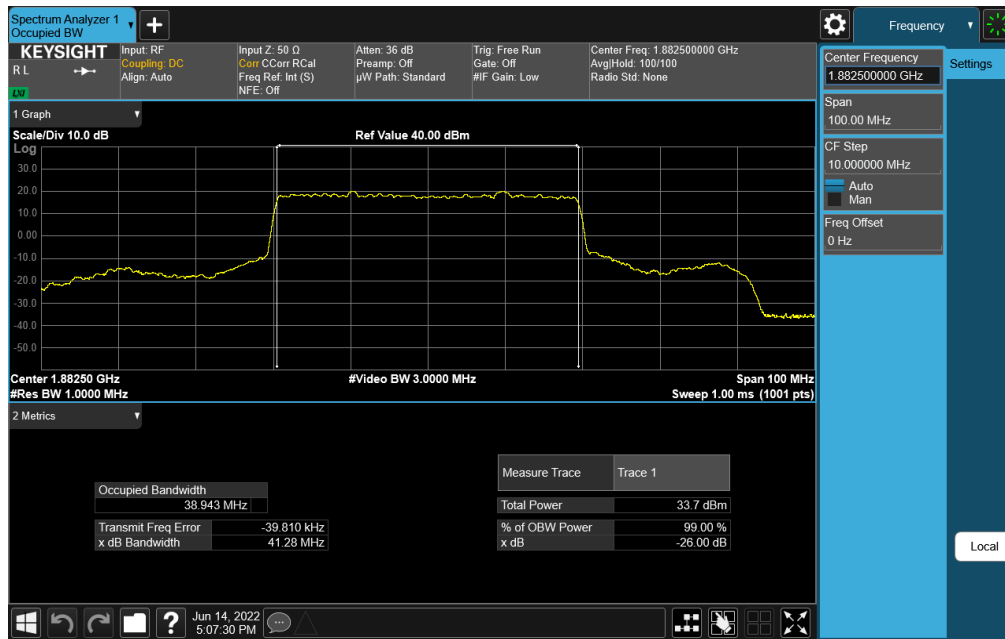 Spectrum Analyzer 1
Occupied BW
Frequency
KEYSIGHT
R L
LXI
Input: RF
Coupling: DC
Align: Auto
Input Z: 50 Ω
Corr CCorr RCal
Freq Ref: Int (S)
NFE: Off
Atten: 36 dB
Preamp: Off
µW Path: Standard
Trig: Free Run
Gate: Off
#IF Gain: Low
Center Freq: 1.882500000 GHz
Avg|Hold: 100/100
Radio Std: None
Center Frequency
1.882500000 GHz
Settings
Span
100.00 MHz
CF Step
10.000000 MHz
Auto
Man
Freq Offset
0 Hz
Local
1 Graph
Scale/Div 10.0 dB
Ref Value 40.00 dBm
Log
30.0
20.0
10.0
0.00
-10.0
-20.0
-30.0
-40.0
-50.0
Center 1.88250 GHz
#Video BW 3.0000 MHz
Span 100 MHz
#Res BW 1.0000 MHz
Sweep 1.00 ms (1001 pts)
2 Metrics
Occupied Bandwidth
38.943 MHz
Transmit Freq Error -39.810 kHz
x dB Bandwidth 41.28 MHz
Measure Trace Trace 1
Total Power 33.7 dBm
% of OBW Power 99.00 %
x dB -26.00 dB
?
Jun 14, 2022
5:07:30 PM